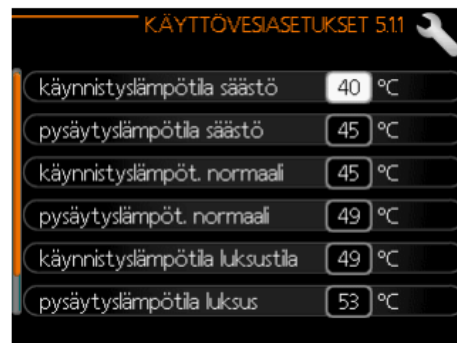 KÄYTTÖVESIASETUKSET 5.1.1
käynnistyslämpötila säästö 40 °C
pysäytyslämpötila säästö 45 °C
käynnistyslämpöt. normaali 45 °C
pysäytyslämpöt. normaali 49 °C
käynnistyslämpötila luksustila 49 °C
pysäytyslämpötila luksus 53 °C